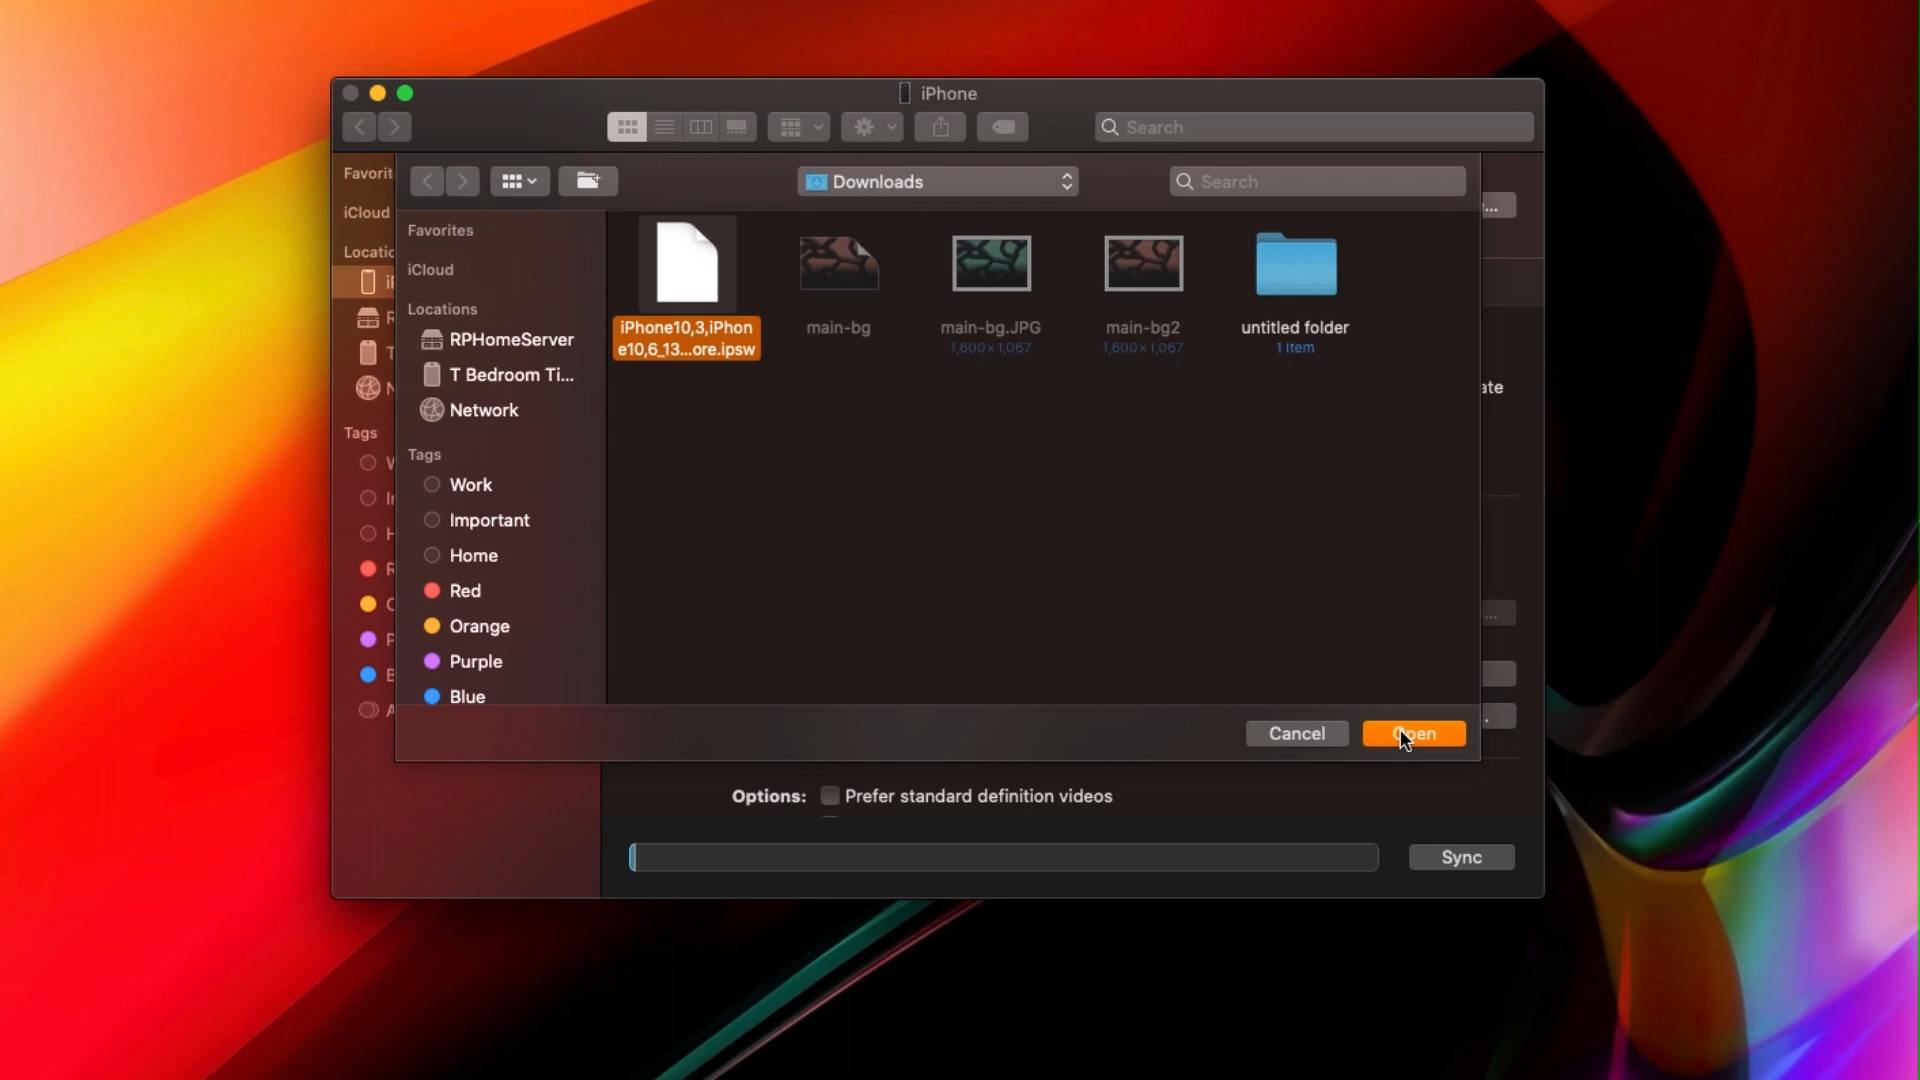 iPhone
Search
Favorit
iCloud
Locatic
Tags
Downloads
Search
Favorites
iCloud
Locations
RPHomeServer
T Bedroom Ti...
Network
Tags
Work
Important
Home
Red
Orange
Purple
Blue
iPhone10,3,iPhon
e10,6_13...ore.ipsw
main-bg
main-bg.JPG
1,600×1,067
main-bg2
1,600×1,067
untitled folder
1 item
ate
Cancel
Open
Options:
Prefer standard definition videos
Sync